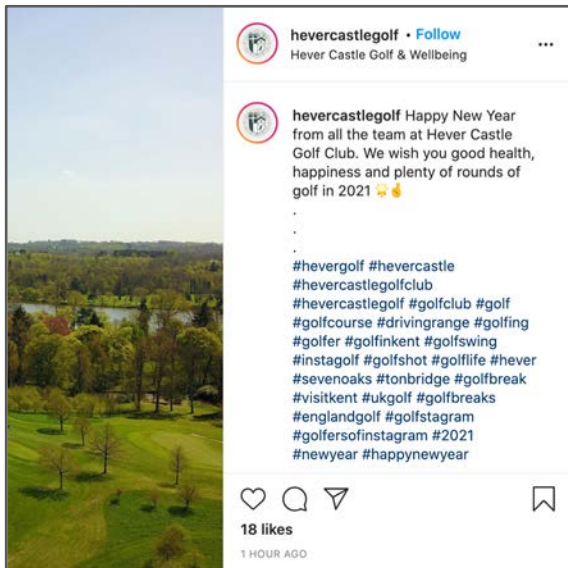 hevercastlegolf • Follow
Hever Castle Golf & Wellbeing
...
hevercastlegolf Happy New Year
from all the team at Hever Castle
Golf Club. We wish you good health,
happiness and plenty of rounds of
golf in 2021 🌟🤞
.
.
.
#hevergolf #hevercastle
#hevercastlegolfclub
#hevercastlegolf #golfclub #golf
#golfcourse #drivingrange #golfing
#golfer #golfinkent #golfswing
#instagolf #golfshot #golflife #hever
#sevenoaks #tonbridge #golfbreak
#visitkent #ukgolf #golfbreaks
#englandgolf #golfstagram
#golfersofinstagram #2021
#newyear #happynewyear
18 likes
1 HOUR AGO